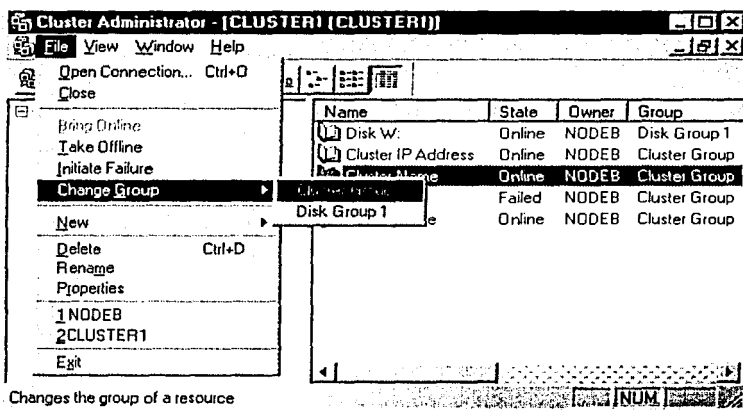 Cluster Administrator - [CLUSTER1 (CLUSTER1)]
File View Window Help
Open Connection... Ctrl+O
Close
Bring Online
Take Offline
Initiate Failure
Change Group
New
Delete Ctrl+D
Rename
Properties
1 NODEB
2 CLUSTER1
Exit
Cluster Group
Disk Group 1
Name State Owner Group
Disk W: Online NODEB Disk Group 1
Cluster IP Address Online NODEB Cluster Group
Cluster Name Online NODEB Cluster Group
Failed NODEB Cluster Group
e Online NODEB Cluster Group
Changes the group of a resource
NUM